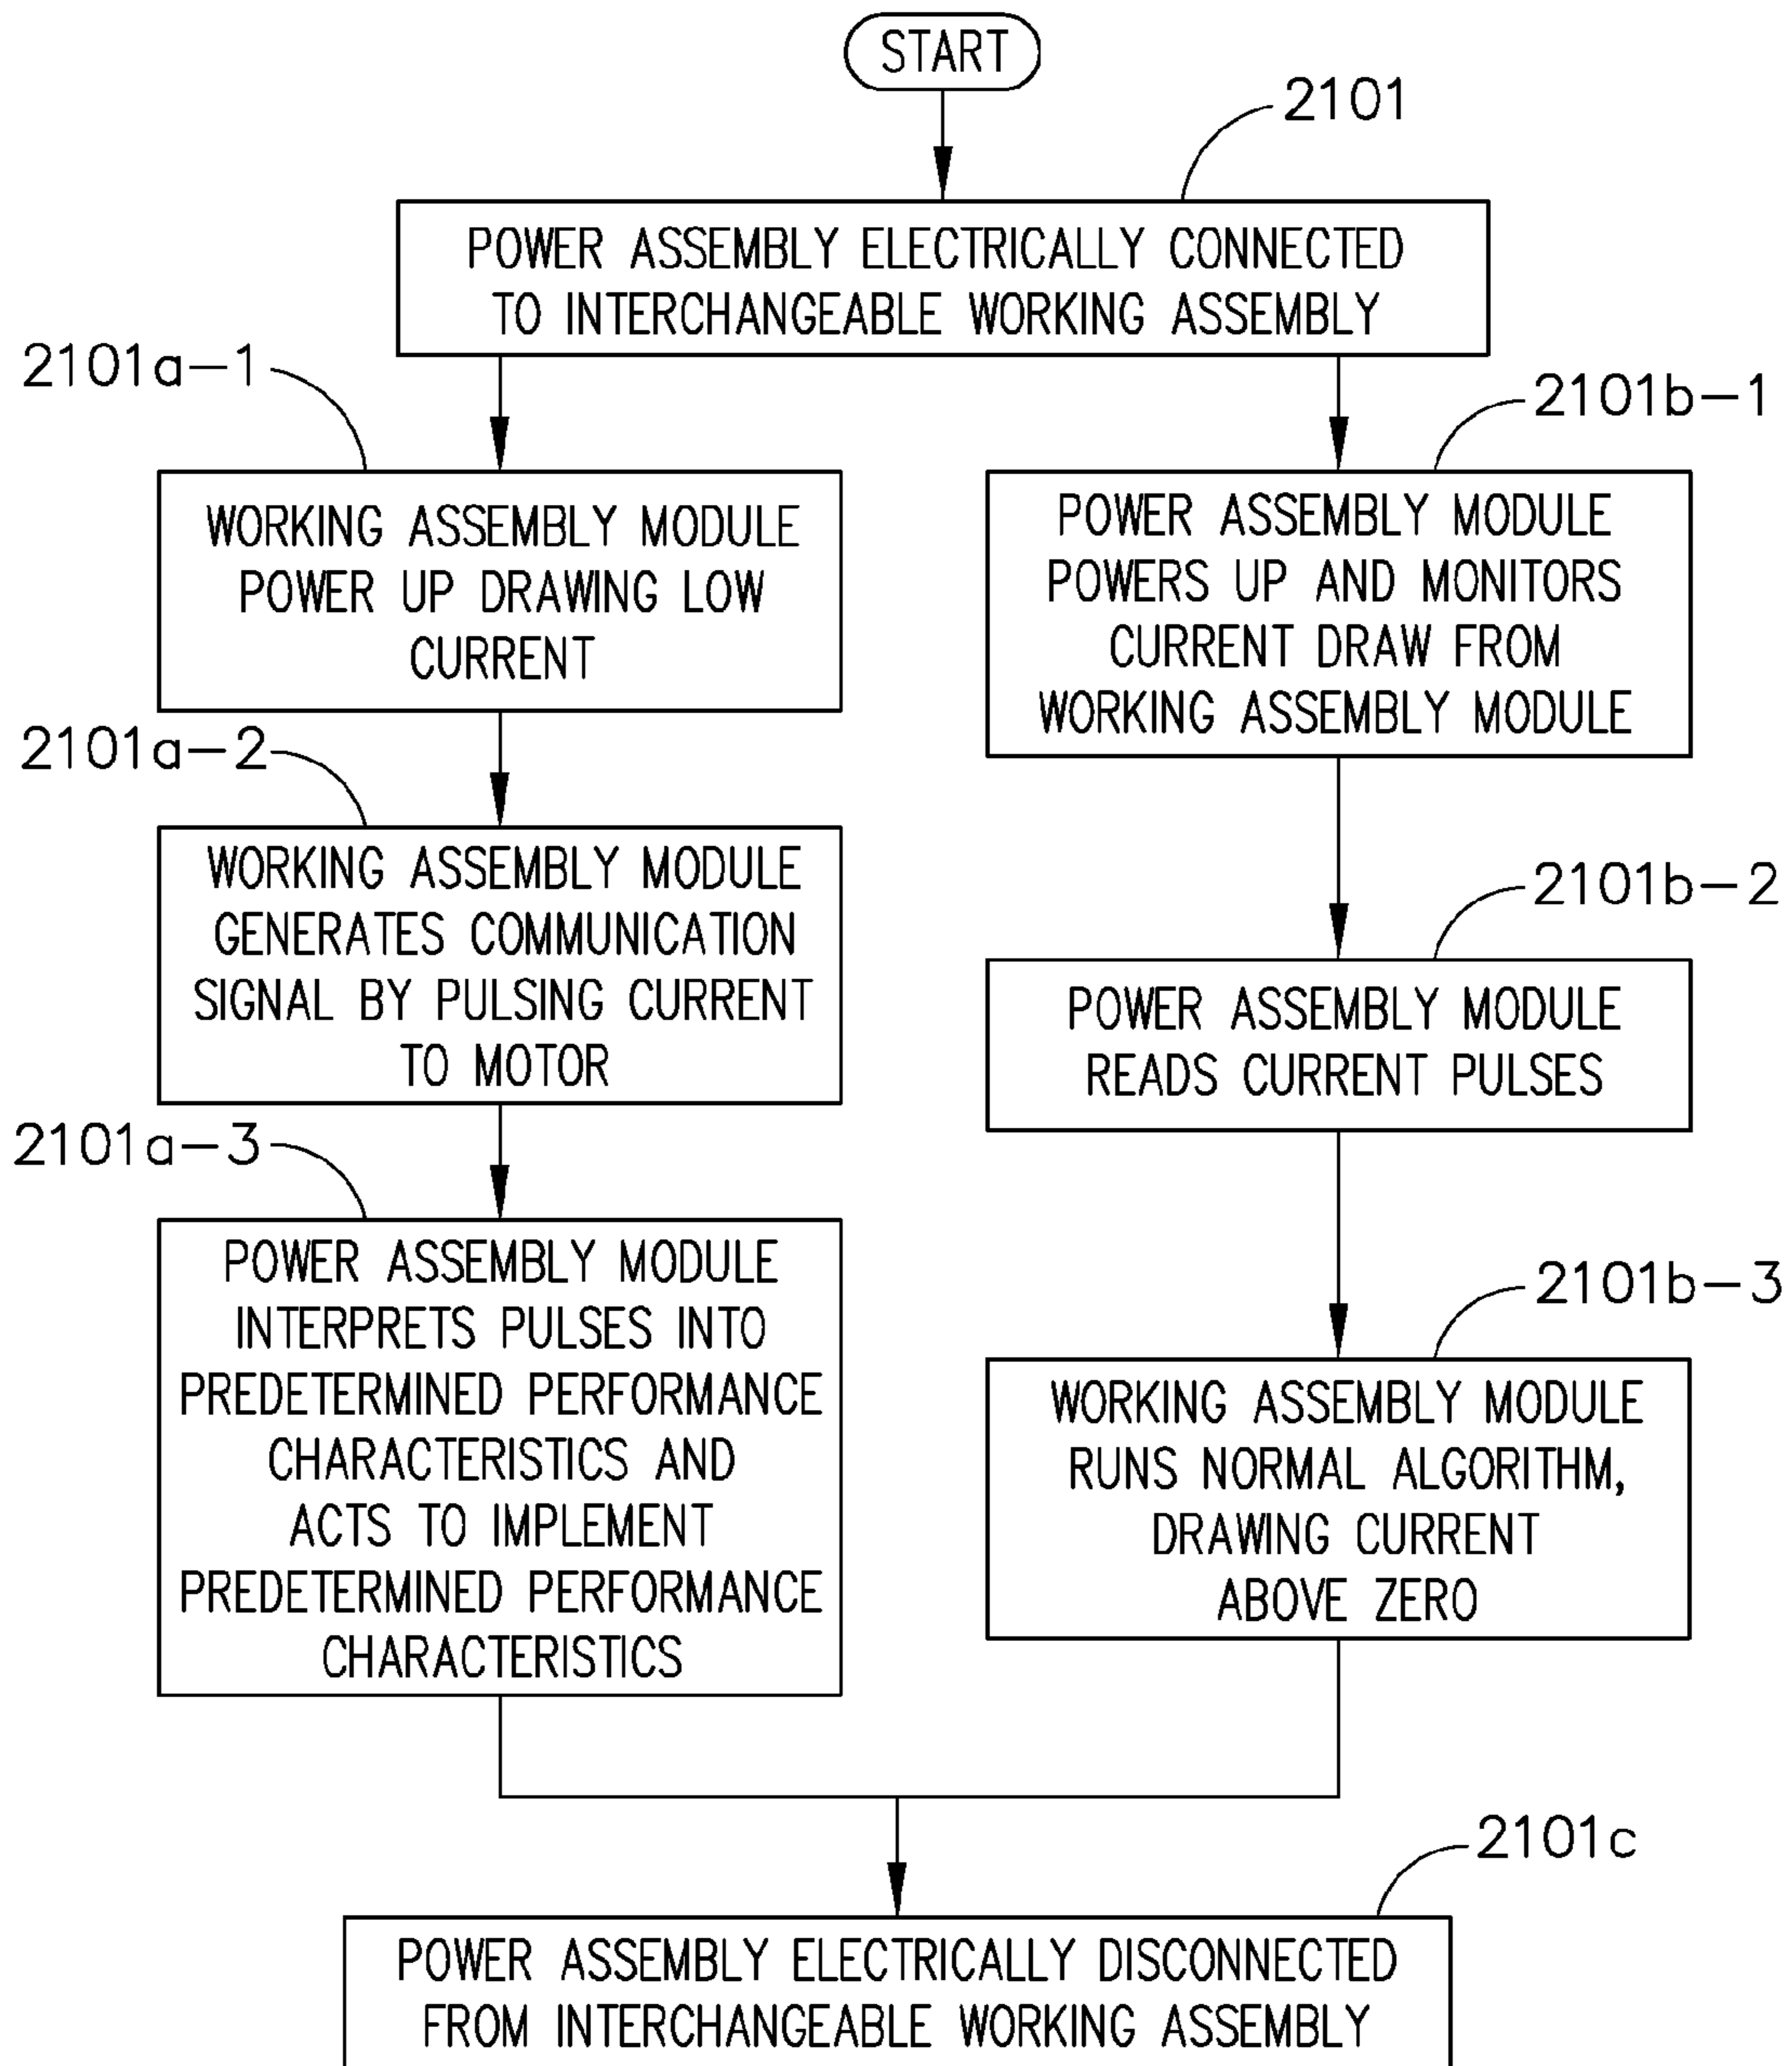 START
2101
POWER ASSEMBLY ELECTRICALLY CONNECTED
TO INTERCHANGEABLE WORKING ASSEMBLY
2101a-1
WORKING ASSEMBLY MODULE
POWER UP DRAWING LOW
CURRENT
2101a-2
WORKING ASSEMBLY MODULE
GENERATES COMMUNICATION
SIGNAL BY PULSING CURRENT
TO MOTOR
2101a-3
POWER ASSEMBLY MODULE
INTERPRETS PULSES INTO
PREDETERMINED PERFORMANCE
CHARACTERISTICS AND
ACTS TO IMPLEMENT
PREDETERMINED PERFORMANCE
CHARACTERISTICS
2101b-1
POWER ASSEMBLY MODULE
POWERS UP AND MONITORS
CURRENT DRAW FROM
WORKING ASSEMBLY MODULE
2101b-2
POWER ASSEMBLY MODULE
READS CURRENT PULSES
2101b-3
WORKING ASSEMBLY MODULE
RUNS NORMAL ALGORITHM,
DRAWING CURRENT
ABOVE ZERO
2101c
POWER ASSEMBLY ELECTRICALLY DISCONNECTED
FROM INTERCHANGEABLE WORKING ASSEMBLY